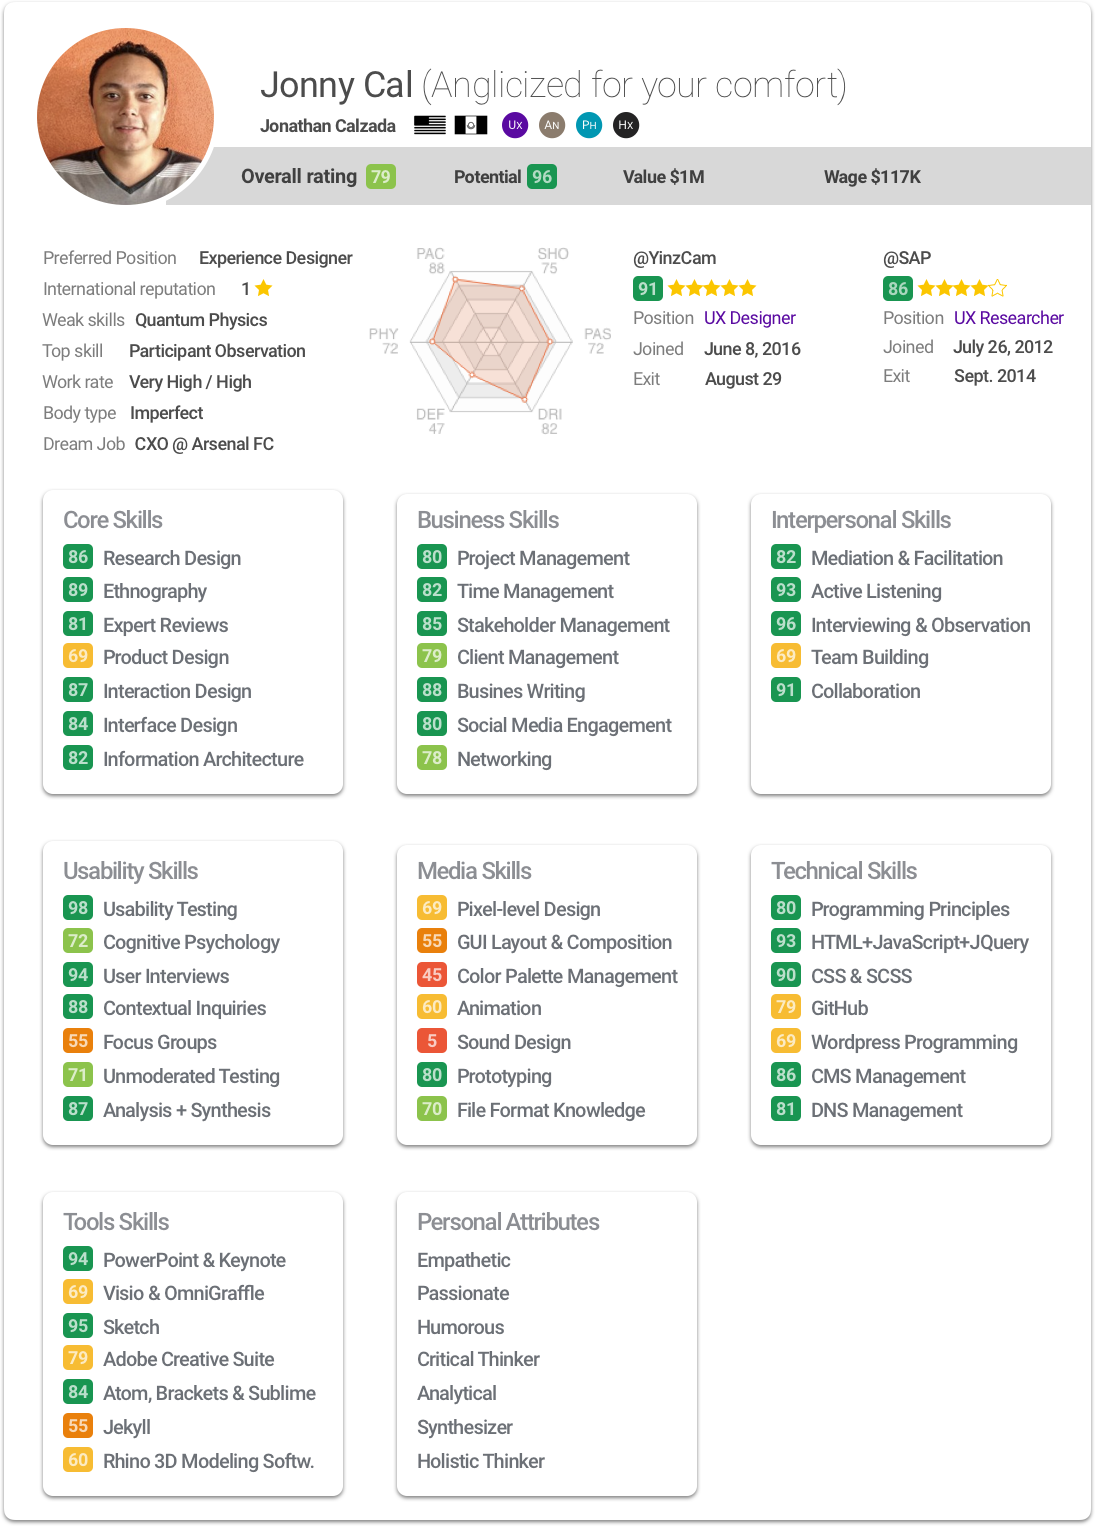 Jonny Cal (Anglicized for your comfort)
Jonathan Calzada Ux AN PH Hx
Overall rating 79 Potential 96 Value $1M Wage $117K
Preferred Position Experience Designer
International reputation 1
Weak skills Quantum Physics
Top skill Participant Observation
Work rate Very High / High
Body type Imperfect
Dream Job CXO @ Arsenal FC
PAC
88
SHO
75
PHY
72
PAS
72
DEF
47
DRI
82
@YinzCam
91
Position UX Designer
Joined June 8, 2016
Exit August 29
@SAP
86
Position UX Researcher
Joined July 26, 2012
Exit Sept. 2014
Core Skills
86 Research Design
89 Ethnography
81 Expert Reviews
69 Product Design
87 Interaction Design
84 Interface Design
82 Information Architecture
Business Skills
80 Project Management
82 Time Management
85 Stakeholder Management
79 Client Management
88 Busines Writing
80 Social Media Engagement
78 Networking
Interpersonal Skills
82 Mediation & Facilitation
93 Active Listening
96 Interviewing & Observation
69 Team Building
91 Collaboration
Usability Skills
98 Usability Testing
72 Cognitive Psychology
94 User Interviews
88 Contextual Inquiries
55 Focus Groups
71 Unmoderated Testing
87 Analysis + Synthesis
Media Skills
69 Pixel-level Design
55 GUI Layout & Composition
45 Color Palette Management
60 Animation
5 Sound Design
80 Prototyping
70 File Format Knowledge
Technical Skills
80 Programming Principles
93 HTML+JavaScript+JQuery
90 CSS & SCSS
79 GitHub
69 Wordpress Programming
86 CMS Management
81 DNS Management
Tools Skills
94 PowerPoint & Keynote
69 Visio & OmniGraffle
95 Sketch
79 Adobe Creative Suite
84 Atom, Brackets & Sublime
55 Jekyll
60 Rhino 3D Modeling Softw.
Personal Attributes
Empathetic
Passionate
Humorous
Critical Thinker
Analytical
Synthesizer
Holistic Thinker